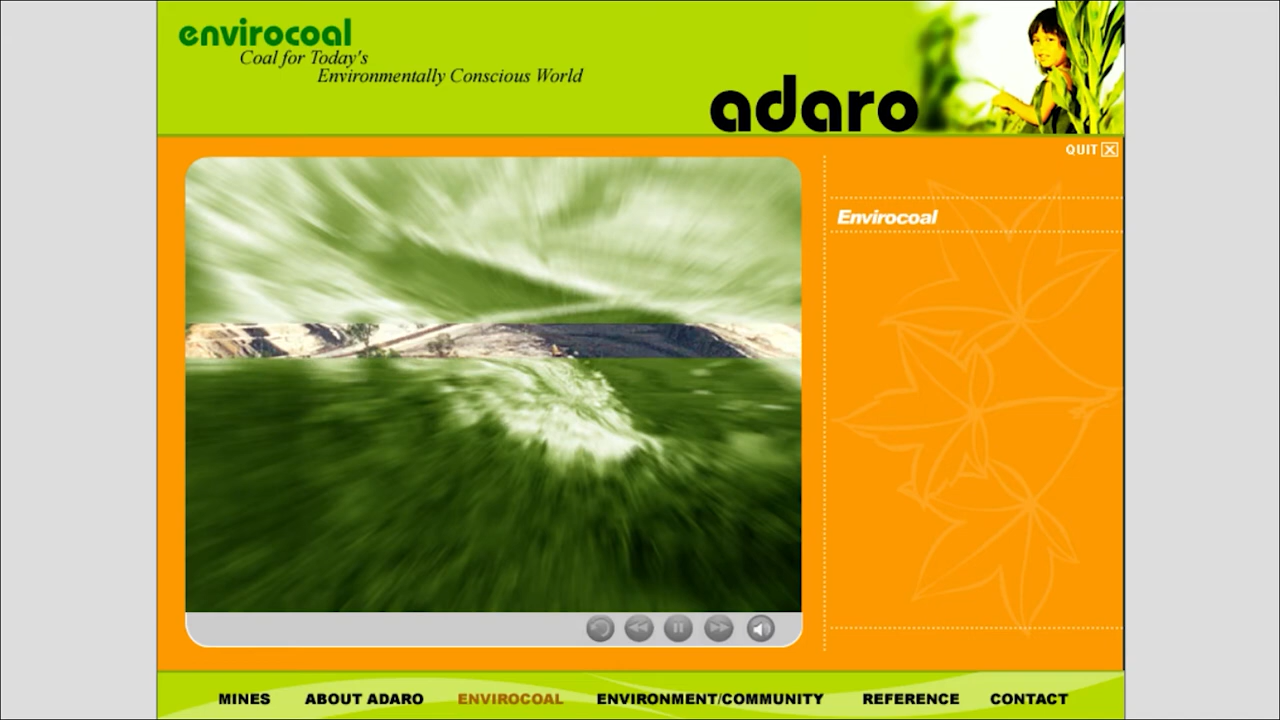 envirocoal
Coal for Today's
Environmentally Conscious World
adaro
QUIT
Envirocoal
MINES
ABOUT ADARO
ENVIROCOAL
ENVIRONMENT/COMMUNITY
REFERENCE
CONTACT